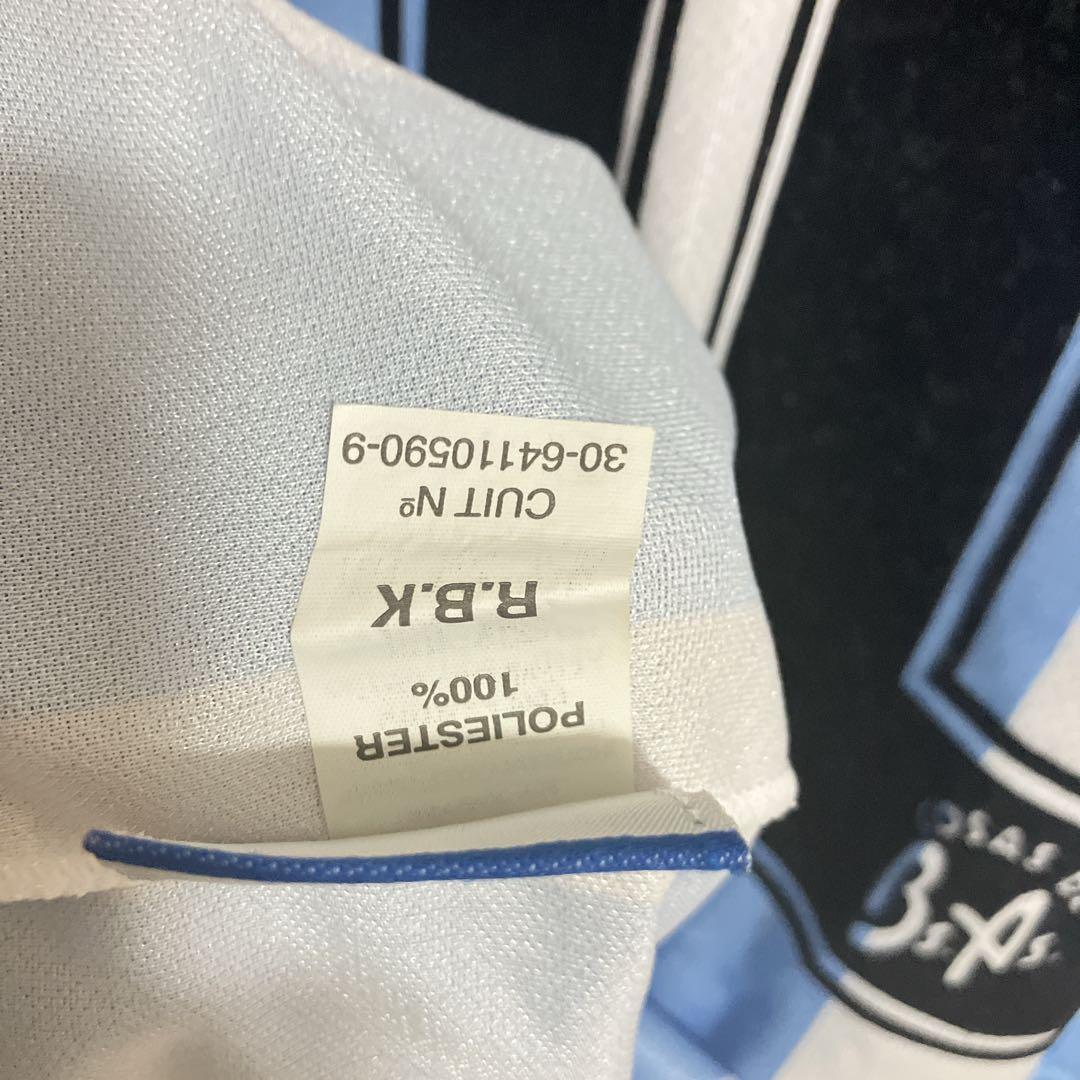 POLIESTER
100%
R.B.K
CUIT Nº
30-64110590-9
Bs.As.